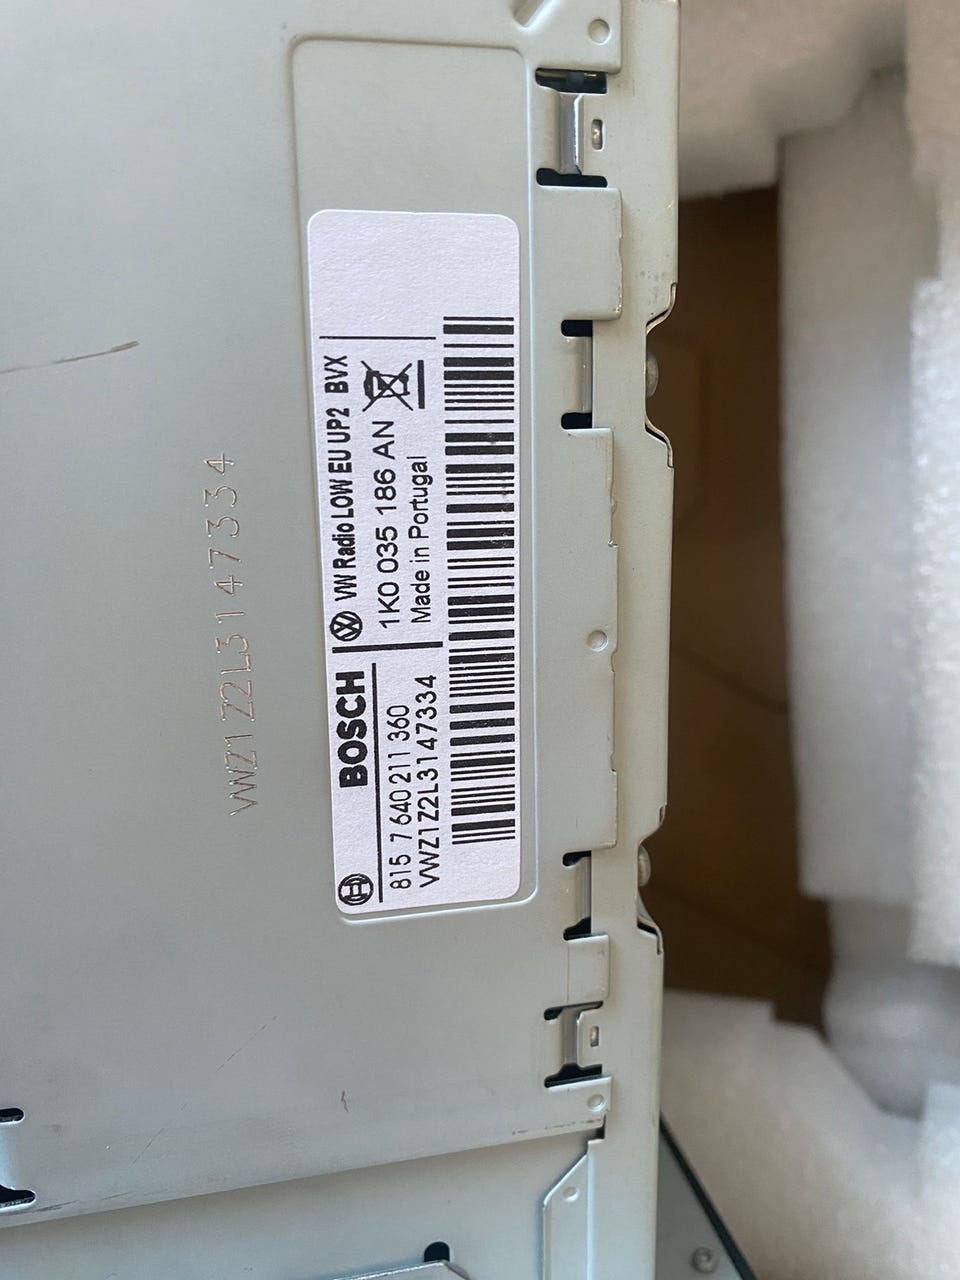 VWZ1Z2L3147334
BOSCH
815 7 640 211 360
VWZ1Z2L3147334
VW Radio LOW EU UP2 BVX
1K0 035 186 AN
Made in Portugal